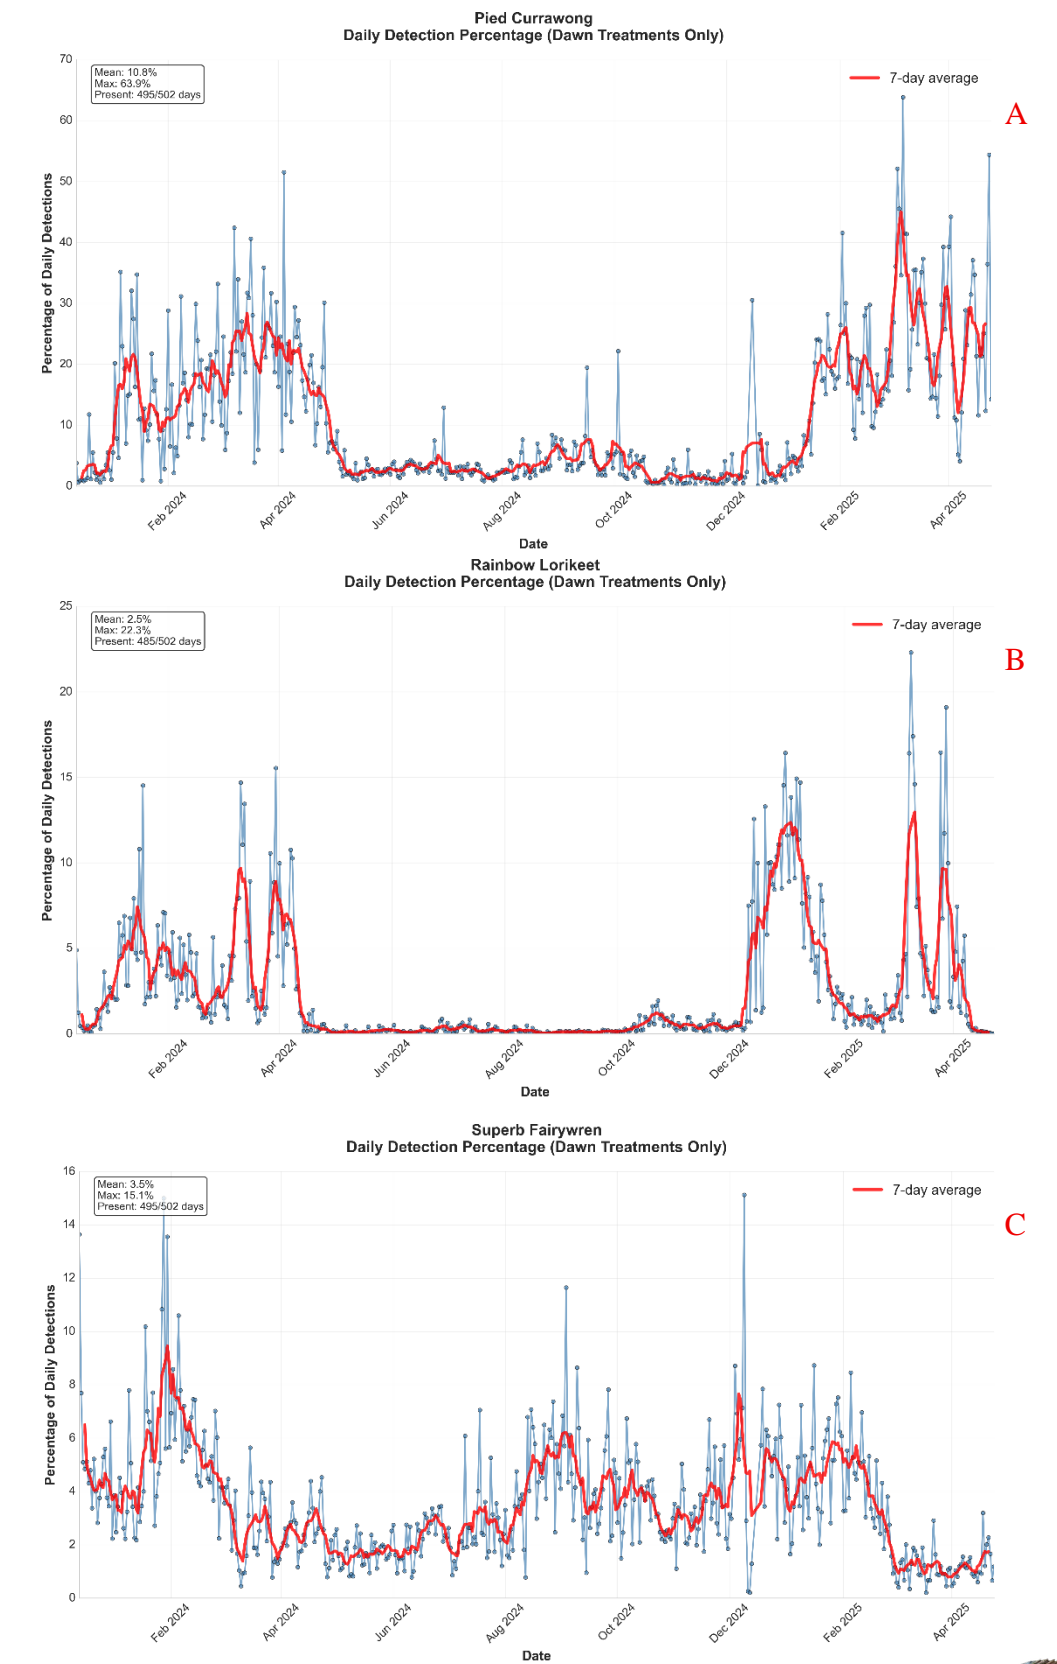 Pied Currawong
Daily Detection Percentage (Dawn Treatments Only)
Mean: 10.8%
Max: 63.9%
Present: 495/502 days
7-day average
A
Percentage of Daily Detections
70
60
50
40
30
20
10
0
Feb 2024
Apr 2024
Jun 2024
Aug 2024
Oct 2024
Dec 2024
Feb 2025
Apr 2025
Date
Rainbow Lorikeet
Daily Detection Percentage (Dawn Treatments Only)
Mean: 2.5%
Max: 22.3%
Present: 485/502 days
7-day average
B
Percentage of Daily Detections
25
20
15
10
5
0
Feb 2024
Apr 2024
Jun 2024
Aug 2024
Oct 2024
Dec 2024
Feb 2025
Apr 2025
Date
Superb Fairywren
Daily Detection Percentage (Dawn Treatments Only)
Mean: 3.5%
Max: 15.1%
Present: 495/502 days
7-day average
C
Percentage of Daily Detections
16
14
12
10
8
6
4
2
0
Feb 2024
Apr 2024
Jun 2024
Aug 2024
Oct 2024
Dec 2024
Feb 2025
Apr 2025
Date